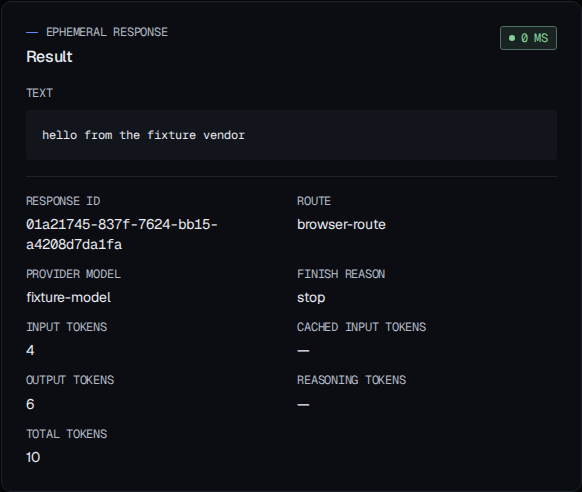 — EPHEMERAL RESPONSE
0 MS
Result
TEXT
hello from the fixture vendor
RESPONSE ID
01a21745-837f-7624-bb15-
a4208d7da1fa
ROUTE
browser-route
PROVIDER MODEL
fixture-model
FINISH REASON
stop
INPUT TOKENS
4
CACHED INPUT TOKENS
—
OUTPUT TOKENS
6
REASONING TOKENS
—
TOTAL TOKENS
10